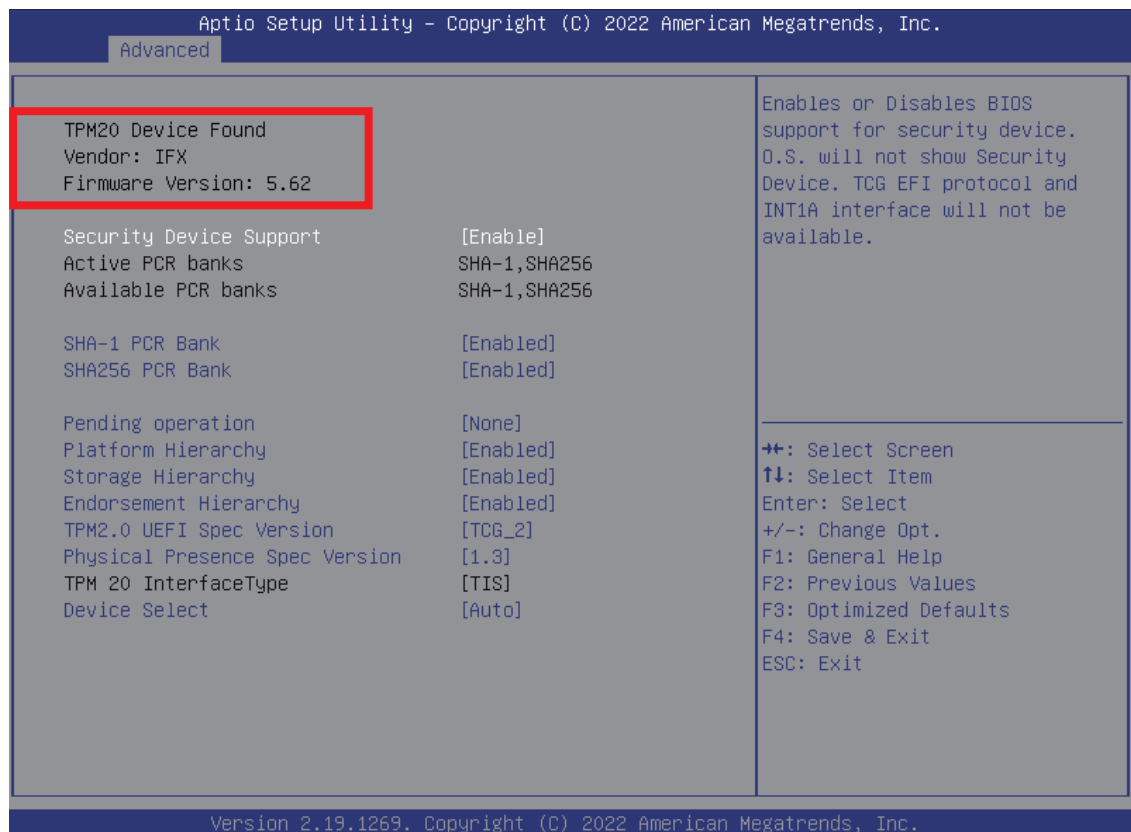 Aptio Setup Utility – Copyright (C) 2022 American Megatrends, Inc.
Advanced
TPM20 Device Found
Vendor: IFX
Firmware Version: 5.62
Security Device Support [Enable]
Active PCR banks SHA-1,SHA256
Available PCR banks SHA-1,SHA256
SHA-1 PCR Bank [Enabled]
SHA256 PCR Bank [Enabled]
Pending operation [None]
Platform Hierarchy [Enabled]
Storage Hierarchy [Enabled]
Endorsement Hierarchy [Enabled]
TPM2.0 UEFI Spec Version [TCG_2]
Physical Presence Spec Version [1.3]
TPM 20 InterfaceType [TIS]
Device Select [Auto]
Enables or Disables BIOS
support for security device.
O.S. will not show Security
Device. TCG EFI protocol and
INT1A interface will not be
available.
→←: Select Screen
↑↓: Select Item
Enter: Select
+/-: Change Opt.
F1: General Help
F2: Previous Values
F3: Optimized Defaults
F4: Save & Exit
ESC: Exit
Version 2.19.1269. Copyright (C) 2022 American Megatrends, Inc.